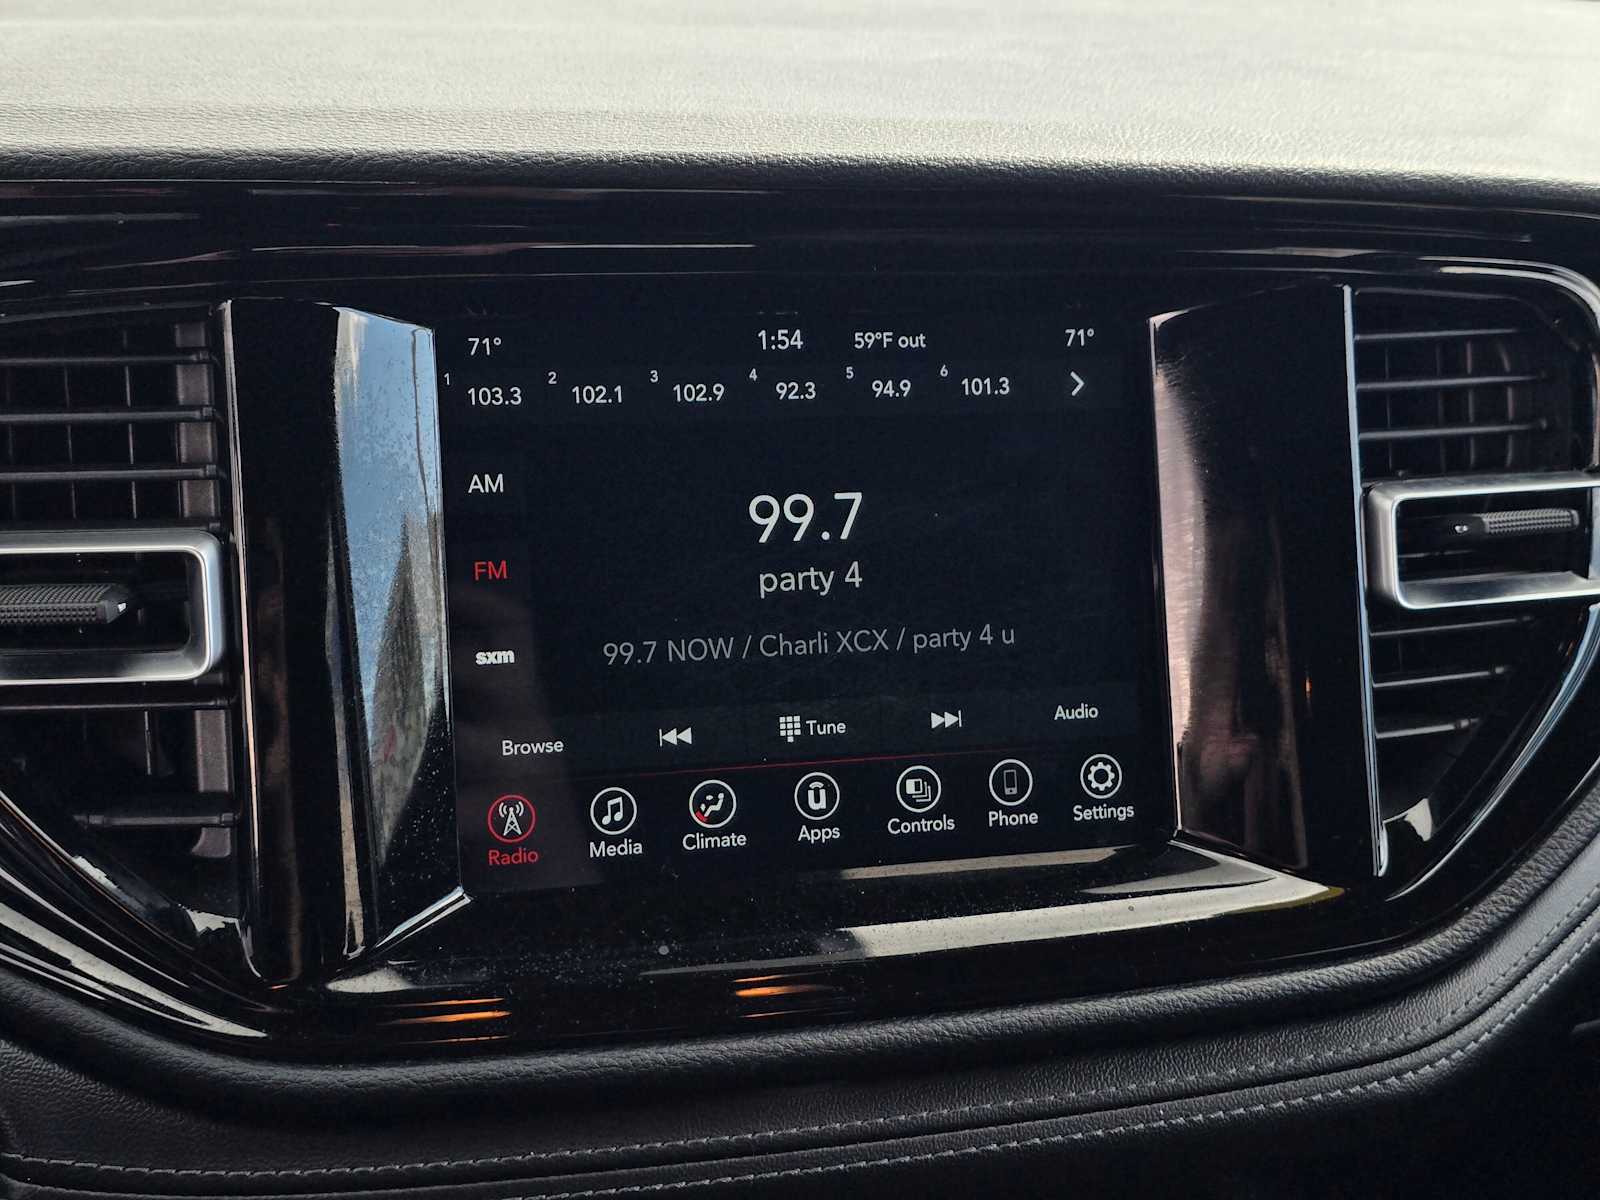 71° 1:54 59°F out 71°
1 103.3 2 102.1 3 102.9 4 92.3 5 94.9 6 101.3
AM
99.7
FM
party 4
sxm
99.7 NOW / Charli XCX / party 4 u
Browse Tune Audio
Radio Media Climate Apps Controls Phone Settings